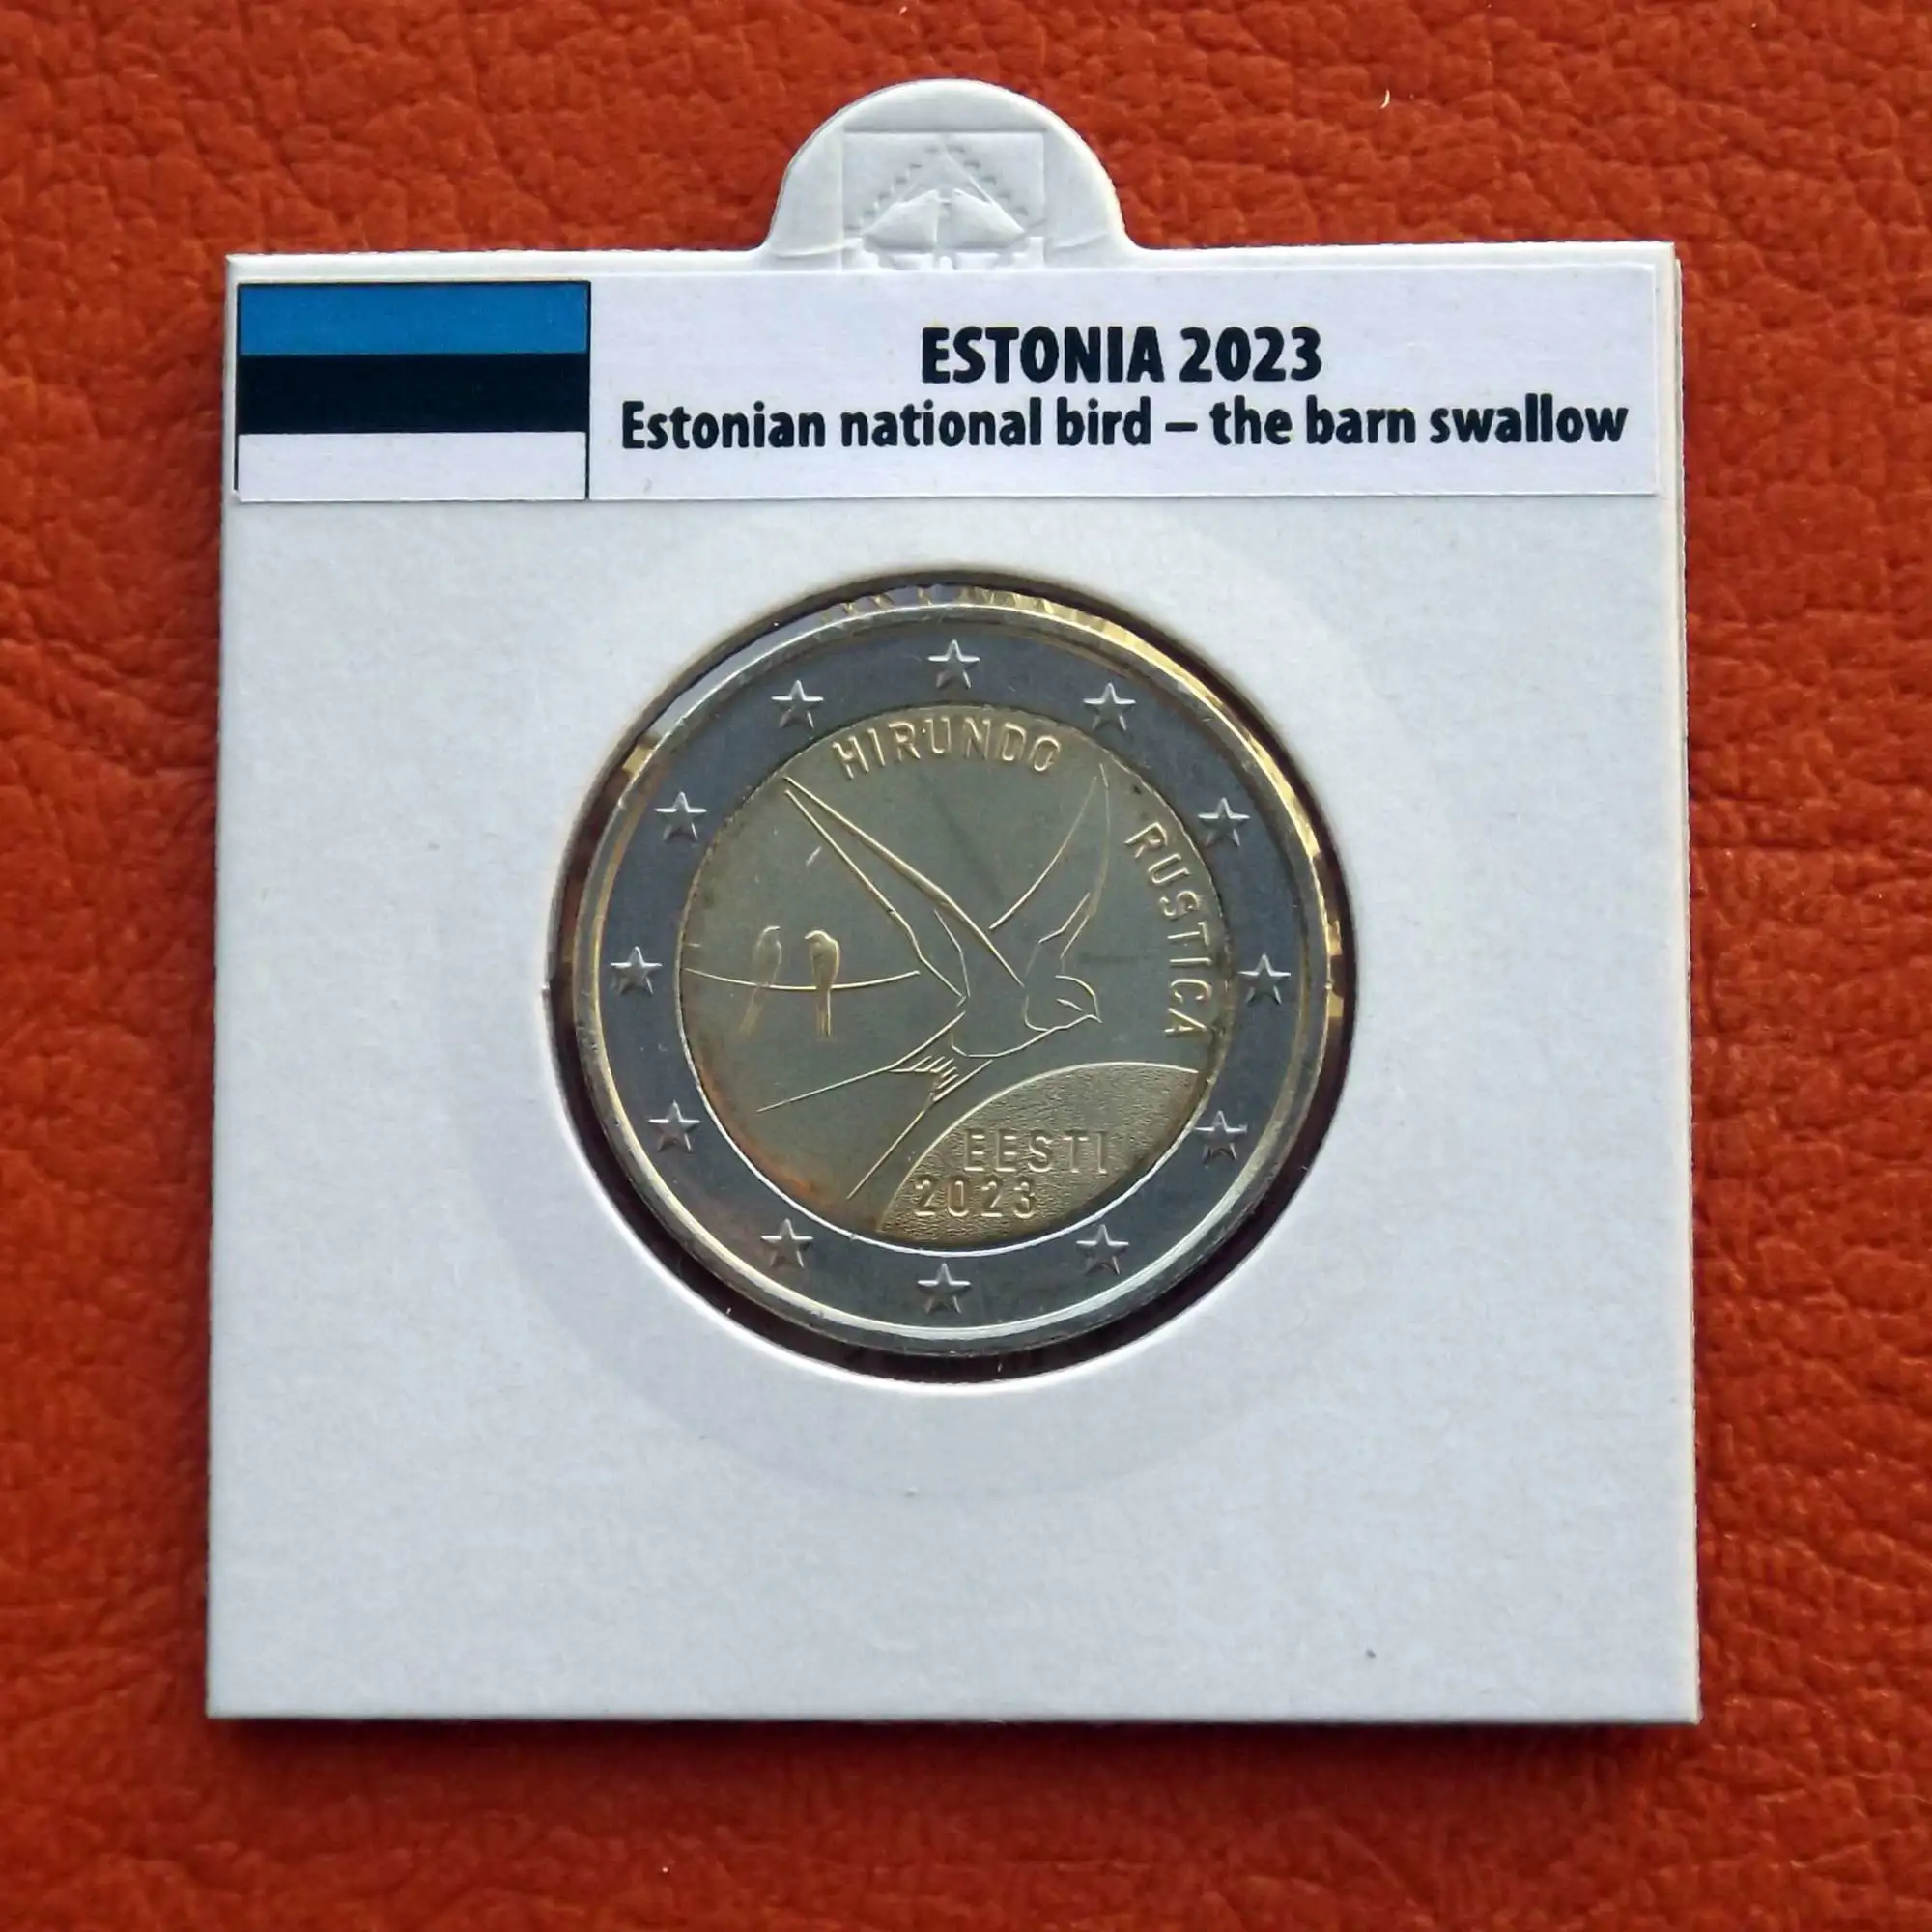 ESTONIA 2023
Estonian national bird – the barn swallow
HIRUNDO
RUSTICA
EESTI
2023